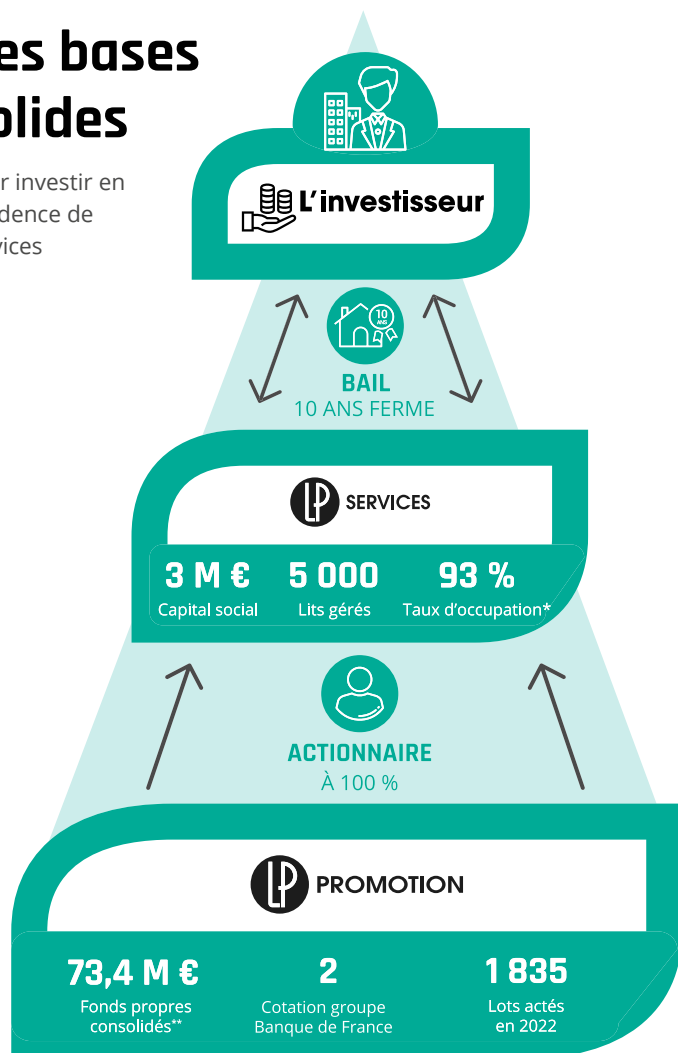 es bases
olides
r investir en
dence de
vices
L'investisseur
10
ANS
BAIL
10 ANS FERME
LP SERVICES
3 M € 5 000 93 %
Capital social Lits gérés Taux d'occupation*
ACTIONNAIRE
À 100 %
LP PROMOTION
73,4 M € 2 1 835
Fonds propres Cotation groupe Lots actés
consolidés** Banque de France en 2022